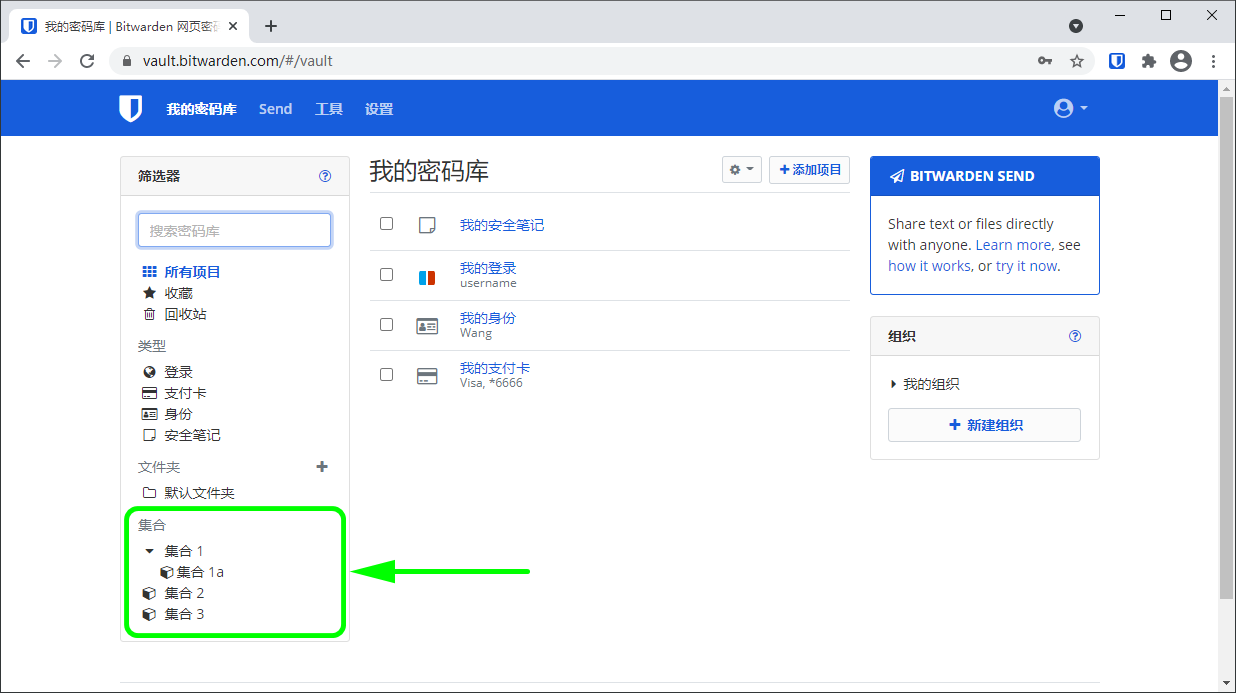 我的密码库 | Bitwarden 网页密
vault.bitwarden.com/#/vault
我的密码库 Send 工具 设置
筛选器
搜索密码库
所有项目
收藏
回收站
类型
登录
支付卡
身份
安全笔记
文件夹
默认文件夹
集合
集合 1
集合 1a
集合 2
集合 3
我的密码库
添加项目
我的安全笔记
我的登录
username
我的身份
Wang
我的支付卡
Visa, *6666
BITWARDEN SEND
Share text or files directly
with anyone. Learn more, see
how it works, or try it now.
组织
我的组织
新建组织